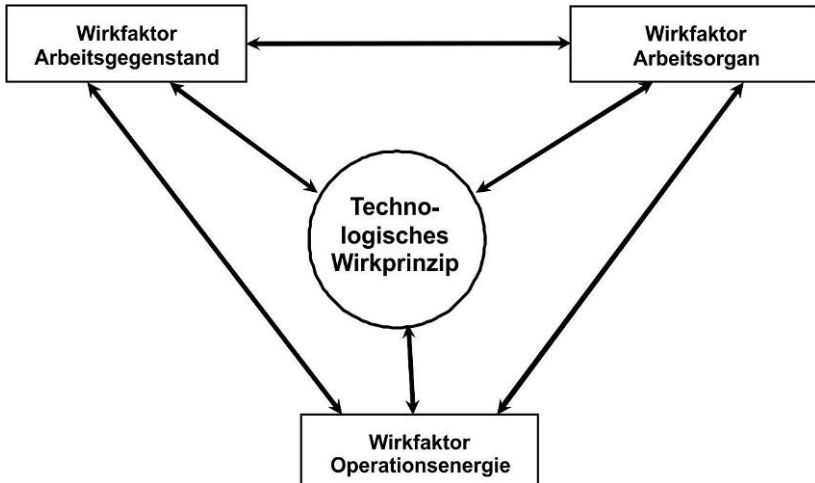 Wirkfaktor
Arbeitsgegenstand
Wirkfaktor
Arbeitsorgan
Techno-
logisches
Wirkprinzip
Wirkfaktor
Operationsenergie